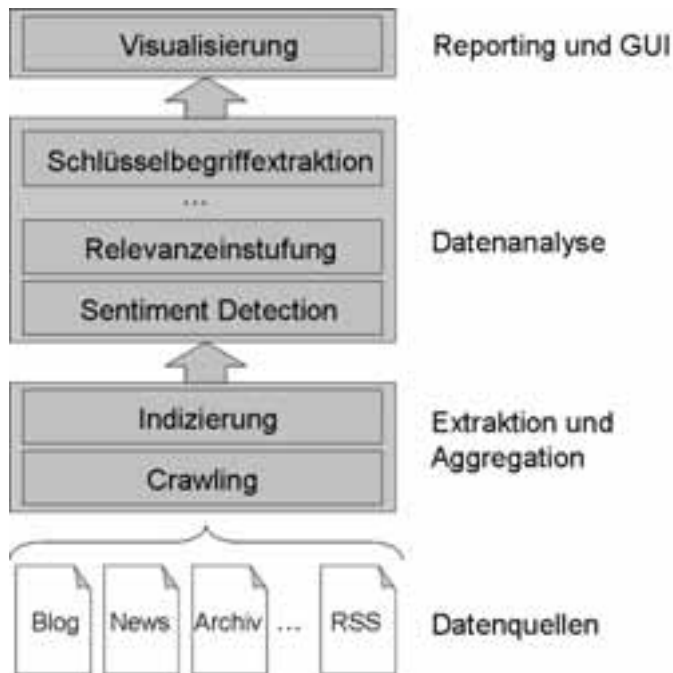 Visualisierung
Reporting und GUI
Schlüsselbegriffextraktion
...
Relevanzeinstufung
Sentiment Detection
Datenanalyse
Indizierung
Crawling
Extraktion und
Aggregation
Blog
News
Archiv
...
RSS
Datenquellen